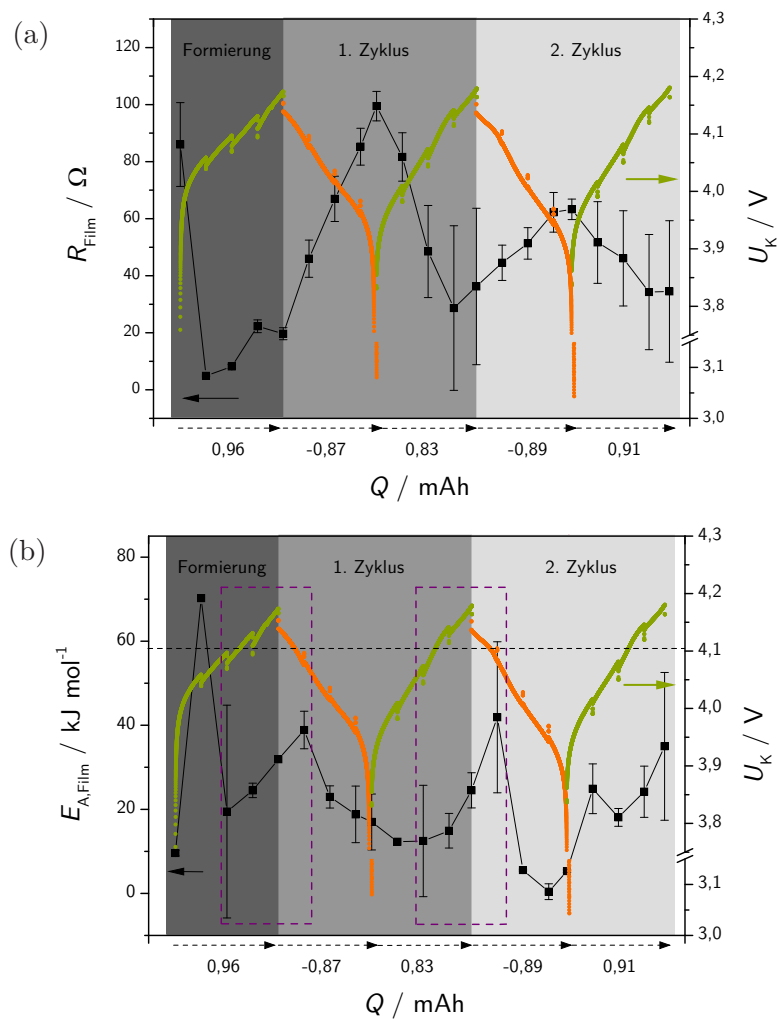 (a)
Formierung 1. Zyklus 2. Zyklus
R_Film / Ω
120
100
80
60
40
20
0
4,3
4,2
4,1
4,0
3,9
3,8
3,1
3,0
U_K / V
0,96 -0,87 0,83 -0,89 0,91
Q / mAh
(b)
Formierung 1. Zyklus 2. Zyklus
E_A,Film / kJ mol⁻¹
80
60
40
20
0
4,3
4,2
4,1
4,0
3,9
3,8
3,1
3,0
U_K / V
0,96 -0,87 0,83 -0,89 0,91
Q / mAh